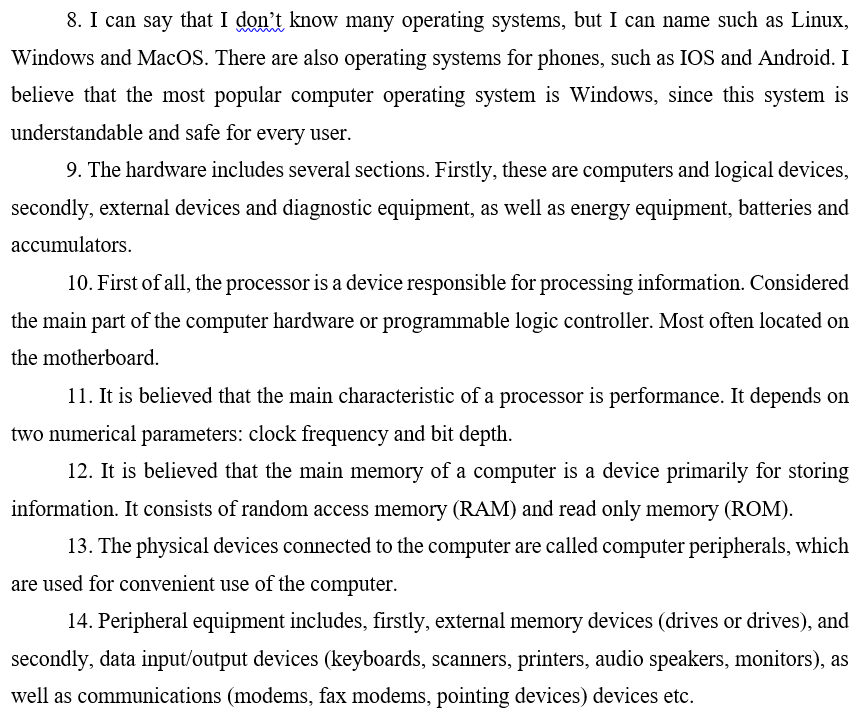 8. I can say that I don't know many operating systems, but I can name such as Linux,
Windows and MacOS. There are also operating systems for phones, such as IOS and Android. I
believe that the most popular computer operating system is Windows, since this system is
understandable and safe for every user.
9. The hardware includes several sections. Firstly, these are computers and logical devices,
secondly, external devices and diagnostic equipment, as well as energy equipment, batteries and
accumulators.
10. First of all, the processor is a device responsible for processing information. Considered
the main part of the computer hardware or programmable logic controller. Most often located on
the motherboard.
11. It is believed that the main characteristic of a processor is performance. It depends on
two numerical parameters: clock frequency and bit depth.
12. It is believed that the main memory of a computer is a device primarily for storing
information. It consists of random access memory (RAM) and read only memory (ROM).
13. The physical devices connected to the computer are called computer peripherals, which
are used for convenient use of the computer.
14. Peripheral equipment includes, firstly, external memory devices (drives or drives), and
secondly, data input/output devices (keyboards, scanners, printers, audio speakers, monitors), as
well as communications (modems, fax modems, pointing devices) devices etc.